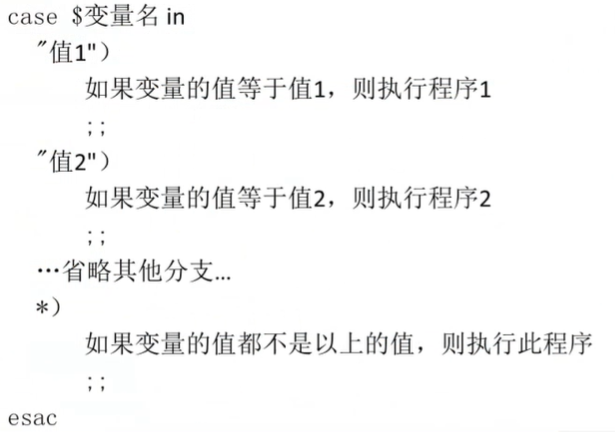 case $变量名 in
"值1"）
如果变量的值等于值1，则执行程序1
;;
"值2"）
如果变量的值等于值2，则执行程序2
;;
…省略其他分支…
*）
如果变量的值都不是以上的值，则执行此程序
;;
esac